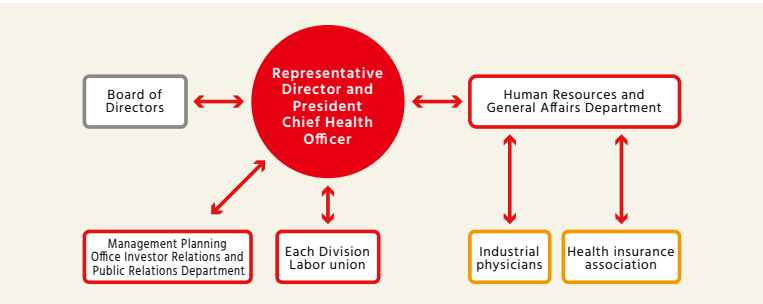 Board of
Directors
Representative
Director and
President
Chief Health
Officer
Human Resources and
General Affairs Department
Management Planning
Office Investor Relations and
Public Relations Department
Each Division
Labor union
Industrial
physicians
Health insurance
association